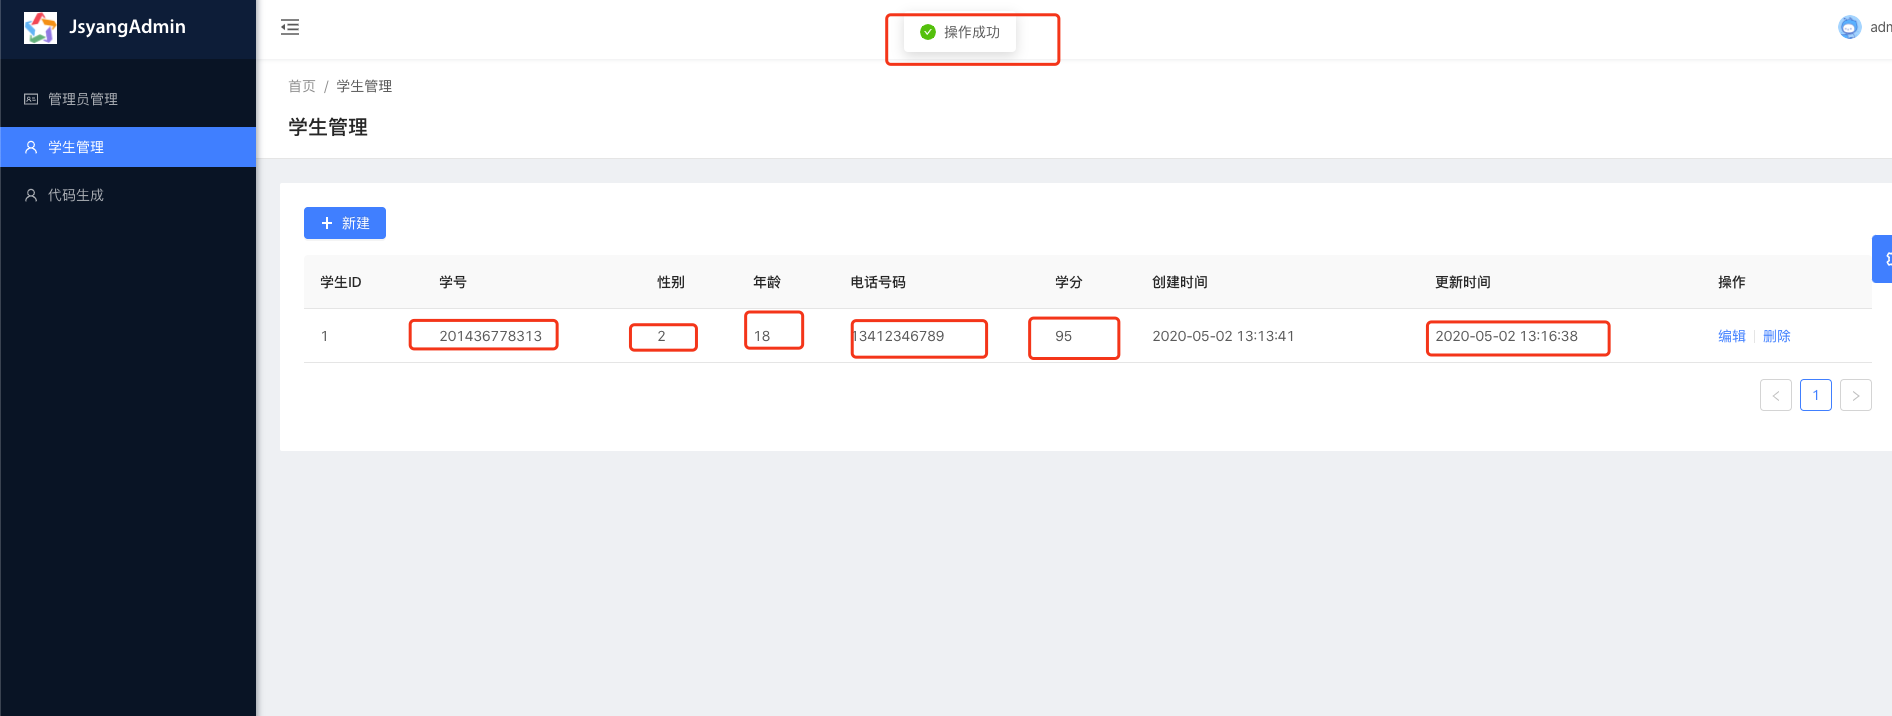 JsyangAdmin
操作成功
adm
管理员管理
学生管理
代码生成
首页 / 学生管理
学生管理
+ 新建
学生ID 学号 性别 年龄 电话号码 学分 创建时间 更新时间 操作
1 201436778313 2 18 13412346789 95 2020-05-02 13:13:41 2020-05-02 13:16:38 编辑 删除
< 1 >